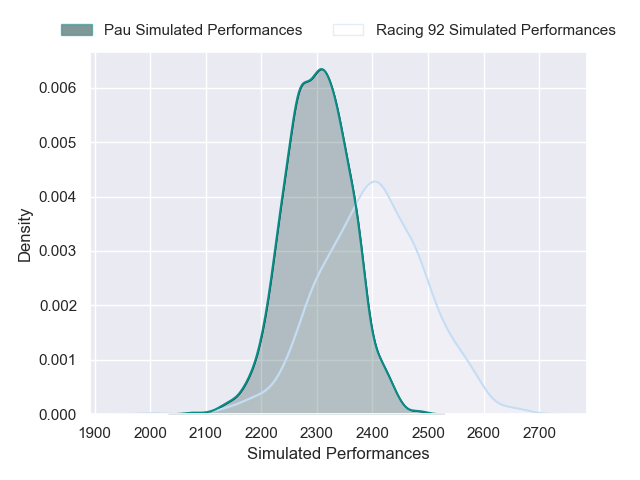 Pau Simulated Performances
Racing 92 Simulated Performances
0.006
0.005
0.004
0.003
0.002
0.001
0.000
Density
1900 2000 2100 2200 2300 2400 2500 2600 2700
Simulated Performances